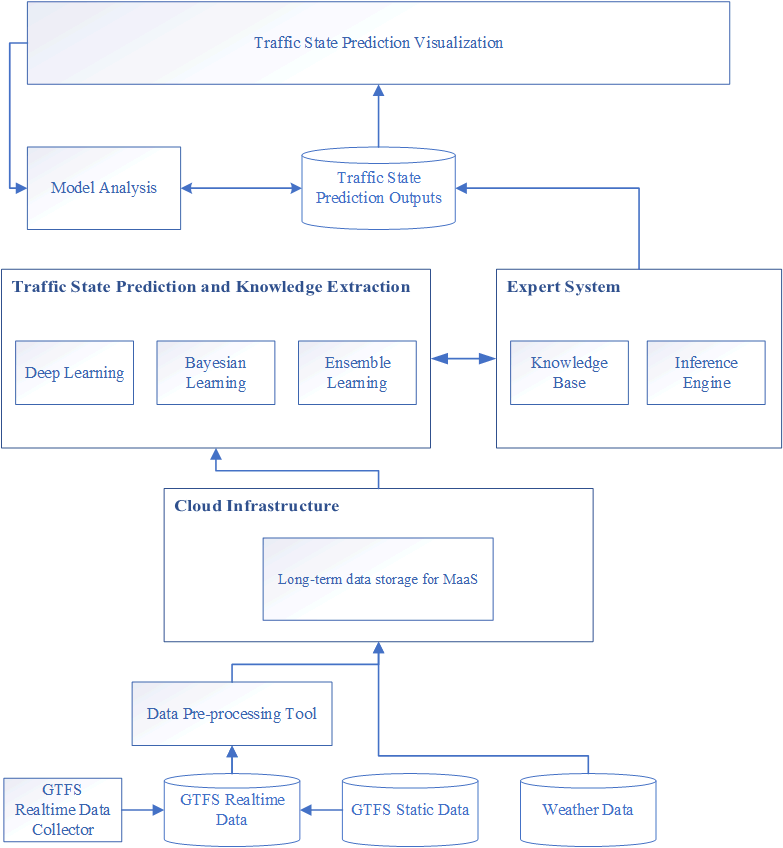 Traffic State Prediction Visualization
Model Analysis
Traffic State
Prediction Outputs
Traffic State Prediction and Knowledge Extraction
Deep Learning
Bayesian
Learning
Ensemble
Learning
Expert System
Knowledge
Base
Inference
Engine
Cloud Infrastructure
Long-term data storage for MaaS
Data Pre-processing Tool
GTFS
Realtime Data
Collector
GTFS Realtime
Data
GTFS Static Data
Weather Data